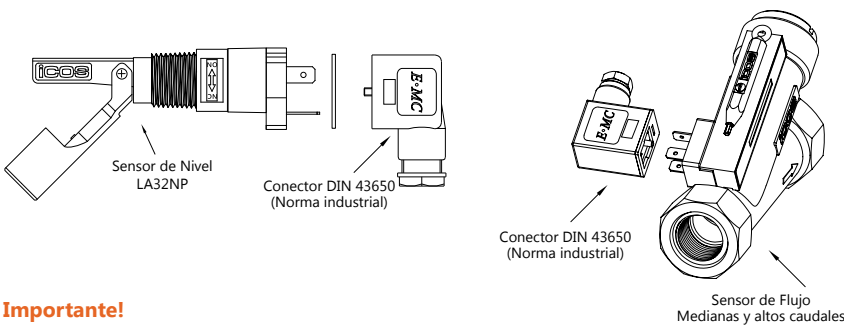 icos
NO
NC
E•MC
Sensor de Nivel
LA32NP
Conector DIN 43650
(Norma industrial)
E•MC
Conector DIN 43650
(Norma industrial)
Sensor de Flujo
Medianas y altos caudales
Importante!